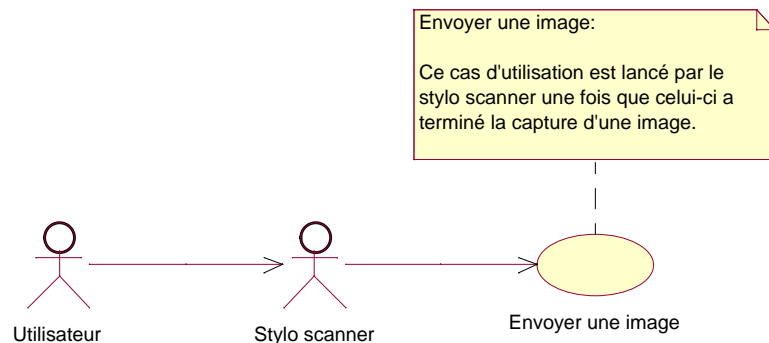 Envoyer une image:
Ce cas d'utilisation est lancé par le
stylo scanner une fois que celui-ci a
terminé la capture d'une image.
Utilisateur
Stylo scanner
Envoyer une image